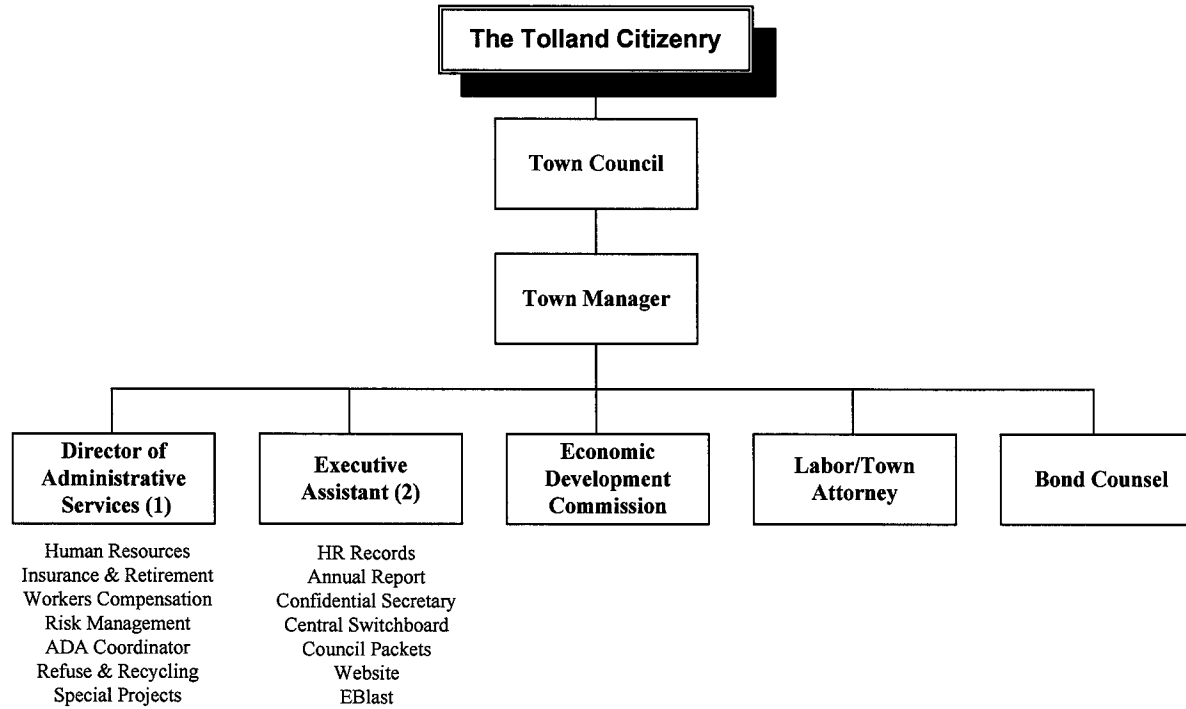 The Tolland Citizenry
Town Council
Town Manager
Director of
Administrative
Services (1)
Human Resources
Insurance & Retirement
Workers Compensation
Risk Management
ADA Coordinator
Refuse & Recycling
Special Projects
Executive
Assistant (2)
HR Records
Annual Report
Confidential Secretary
Central Switchboard
Council Packets
Website
EBlast
Economic
Development
Commission
Labor/Town
Attorney
Bond Counsel